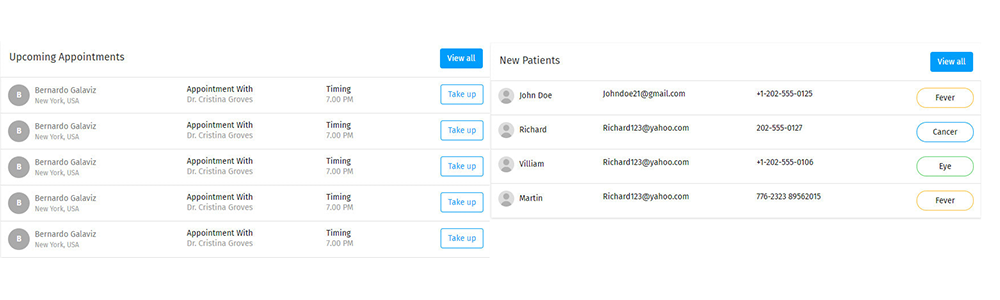 Upcoming Appointments
View all
B
Bernardo Galaviz
New York, USA
Appointment With
Dr. Cristina Groves
Timing
7.00 PM
Take up
B
Bernardo Galaviz
New York, USA
Appointment With
Dr. Cristina Groves
Timing
7.00 PM
Take up
B
Bernardo Galaviz
New York, USA
Appointment With
Dr. Cristina Groves
Timing
7.00 PM
Take up
B
Bernardo Galaviz
New York, USA
Appointment With
Dr. Cristina Groves
Timing
7.00 PM
Take up
B
Bernardo Galaviz
New York, USA
Appointment With
Dr. Cristina Groves
Timing
7.00 PM
Take up
New Patients
View all
John Doe Johndoe21@gmail.com +1-202-555-0125 Fever
Richard Richard123@yahoo.com 202-555-0127 Cancer
Villiam Richard123@yahoo.com +1-202-555-0106 Eye
Martin Richard123@yahoo.com 776-2323 89562015 Fever